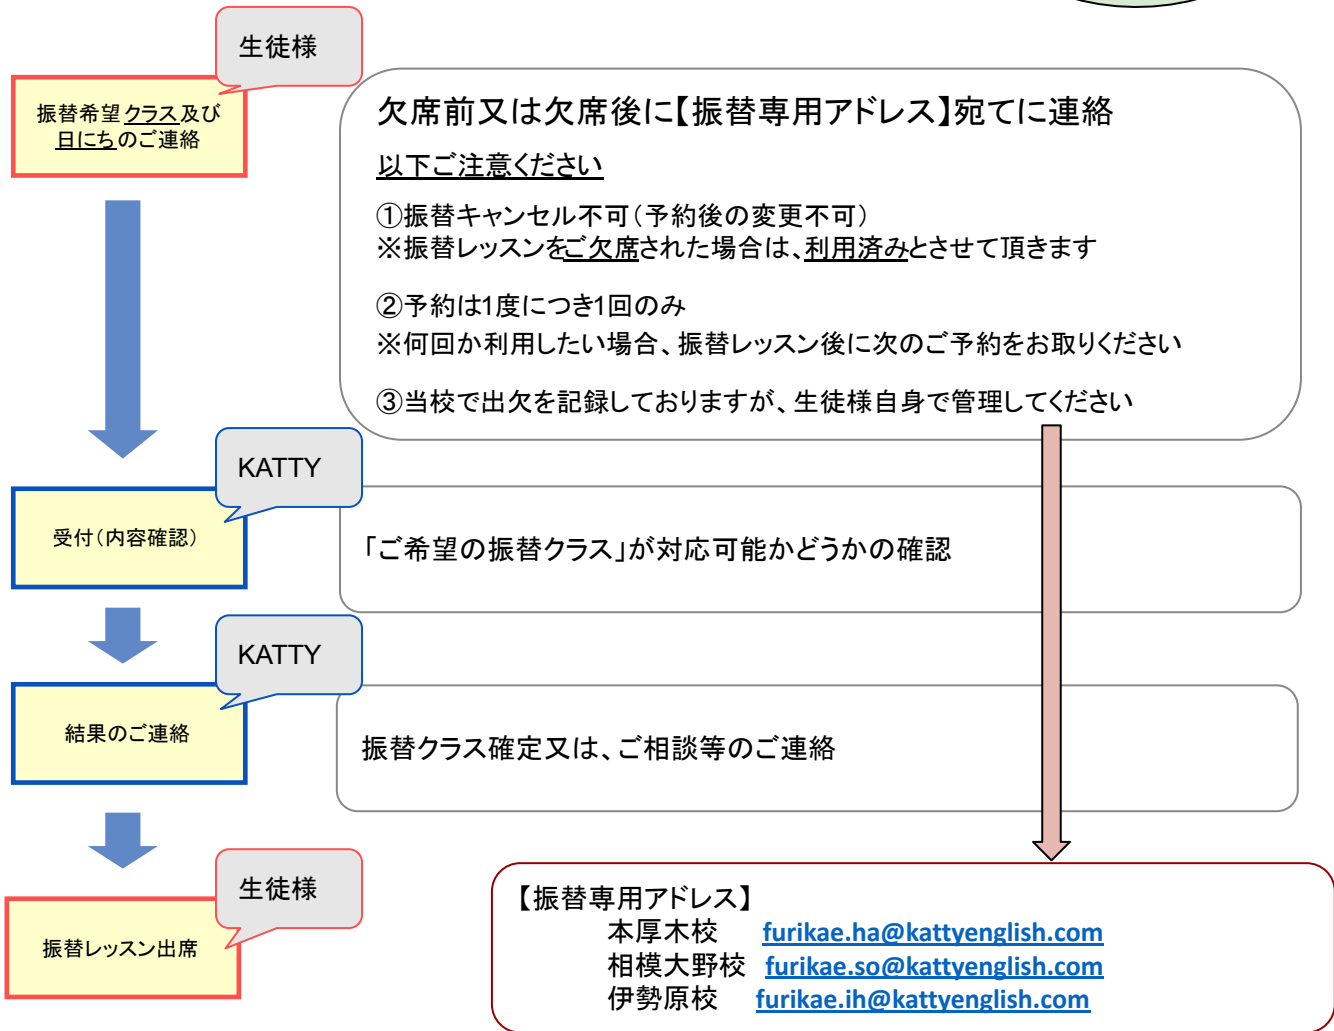 生徒様
振替希望クラス及び
日にちのご連絡
欠席前又は欠席後に【振替専用アドレス】宛てに連絡
以下ご注意ください
①振替キャンセル不可（予約後の変更不可）
※振替レッスンをご欠席された場合は、利用済みとさせて頂きます
②予約は1度につき1回のみ
※何回か利用したい場合、振替レッスン後に次のご予約をお取りください
③当校で出欠を記録しておりますが、生徒様自身で管理してください
KATTY
受付（内容確認）
「ご希望の振替クラス」が対応可能かどうかの確認
KATTY
結果のご連絡
振替クラス確定又は、ご相談等のご連絡
生徒様
振替レッスン出席
【振替専用アドレス】
本厚木校 furikae.ha@kattyenglish.com
相模大野校 furikae.so@kattyenglish.com
伊勢原校 furikae.ih@kattyenglish.com